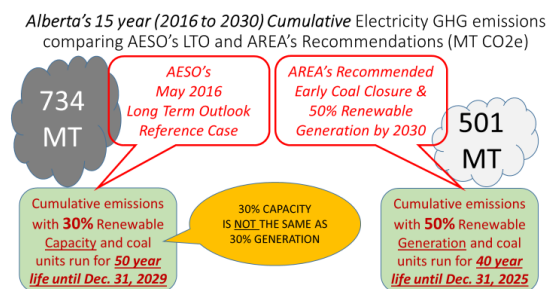 Alberta's 15 year (2016 to 2030) Cumulative Electricity GHG emissions
comparing AESO's LTO and AREA's Recommendations (MT CO2e)
734
MT
AESO's
May 2016
Long Term Outlook
Reference Case
AREA's Recommended
Early Coal Closure &
50% Renewable
Generation by 2030
501
MT
Cumulative emissions
with 30% Renewable
Capacity and coal
units run for 50 year
life until Dec. 31, 2029
30% CAPACITY
IS NOT THE SAME AS
30% GENERATION
Cumulative emissions
with 50% Renewable
Generation and coal
units run for 40 year
life until Dec. 31, 2025